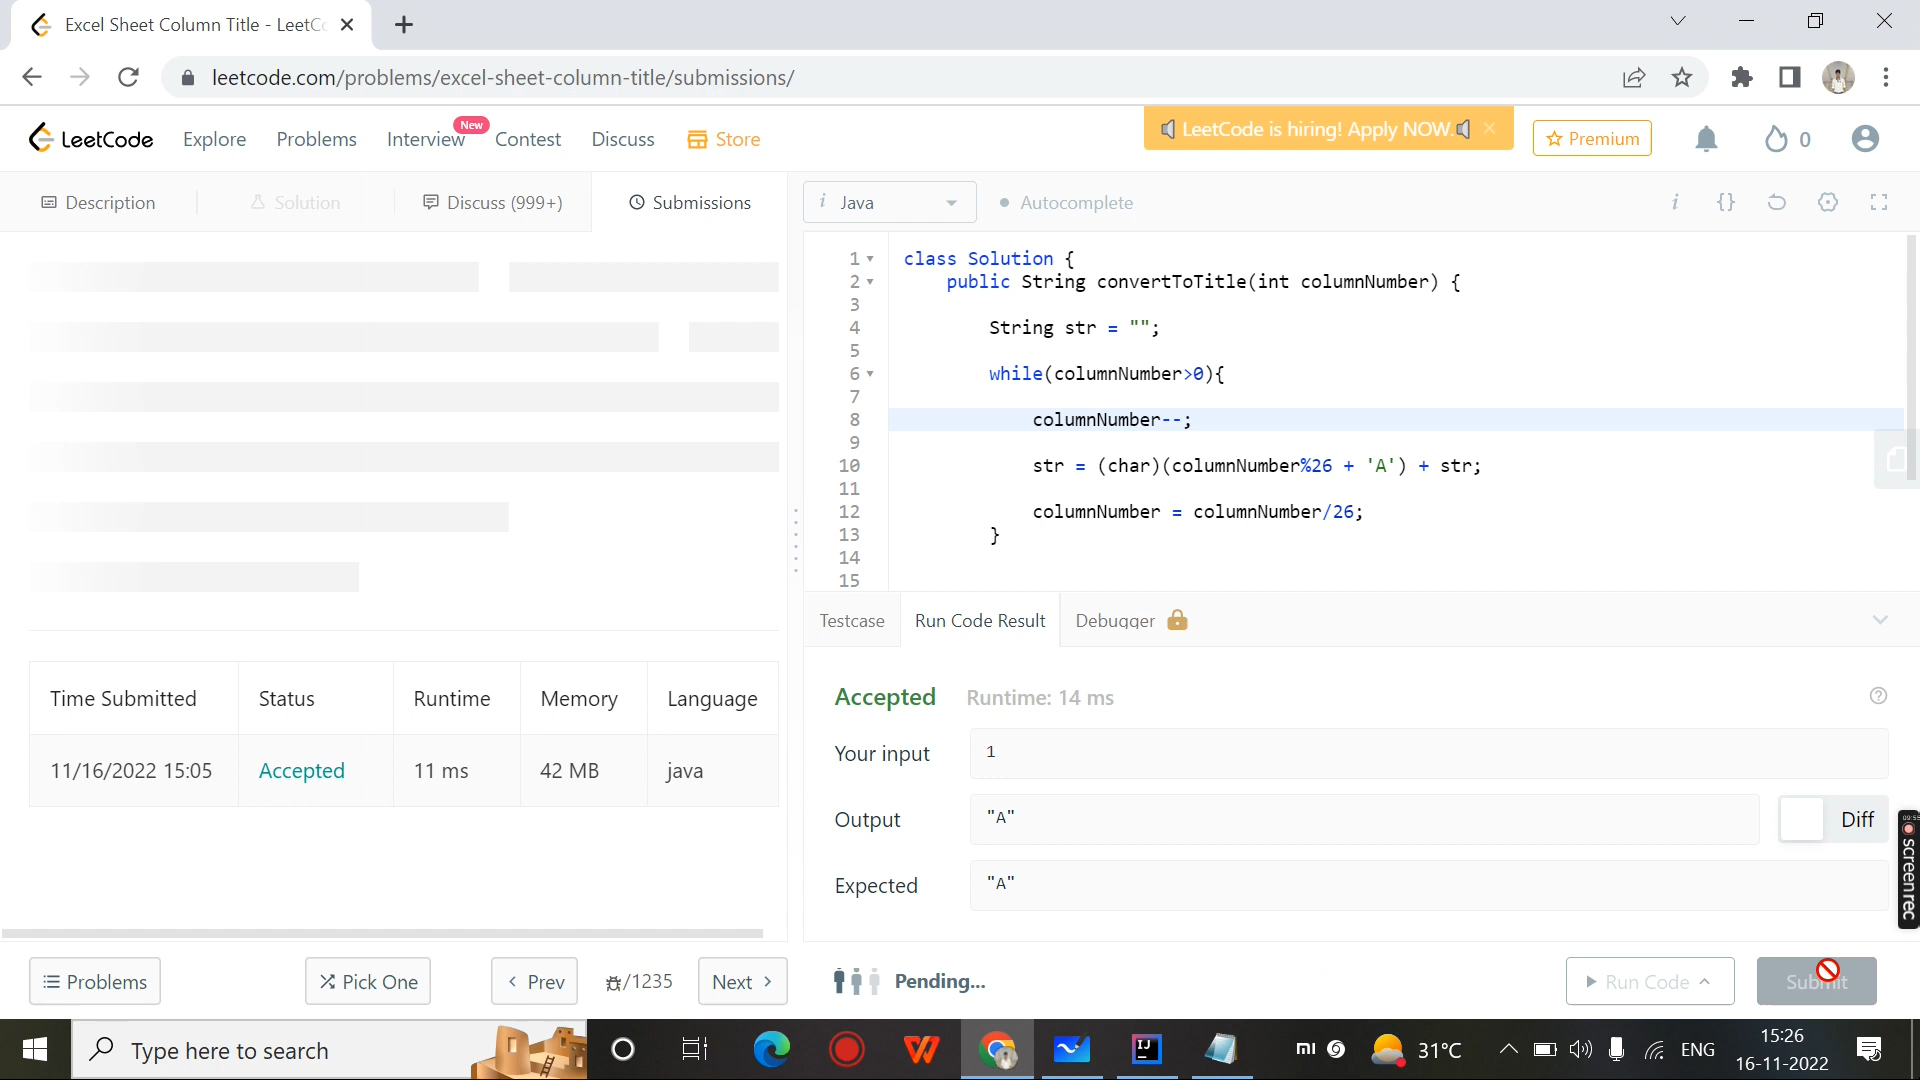 Excel Sheet Column Title - LeetCo
leetcode.com/problems/excel-sheet-column-title/submissions/
LeetCode Explore Problems Interview New Contest Discuss Store LeetCode is hiring! Apply NOW. Premium 0
Description Solution Discuss (999+) Submissions
i Java Autocomplete i {}
1 class Solution {
2 public String convertToTitle(int columnNumber) {
3
4 String str = "";
5
6 while(columnNumber>0){
7
8 columnNumber--;
9
10 str = (char)(columnNumber%26 + 'A') + str;
11
12 columnNumber = columnNumber/26;
13 }
14
15
Testcase Run Code Result Debugger
Time Submitted Status Runtime Memory Language
11/16/2022 15:05 Accepted 11 ms 42 MB java
Accepted Runtime: 14 ms
Your input 1
Output "A" Diff
Expected "A"
09:55
screenrec
Problems Pick One Prev /1235 Next Pending... Run Code Submit
Type here to search
31°C ENG
15:26
16-11-2022